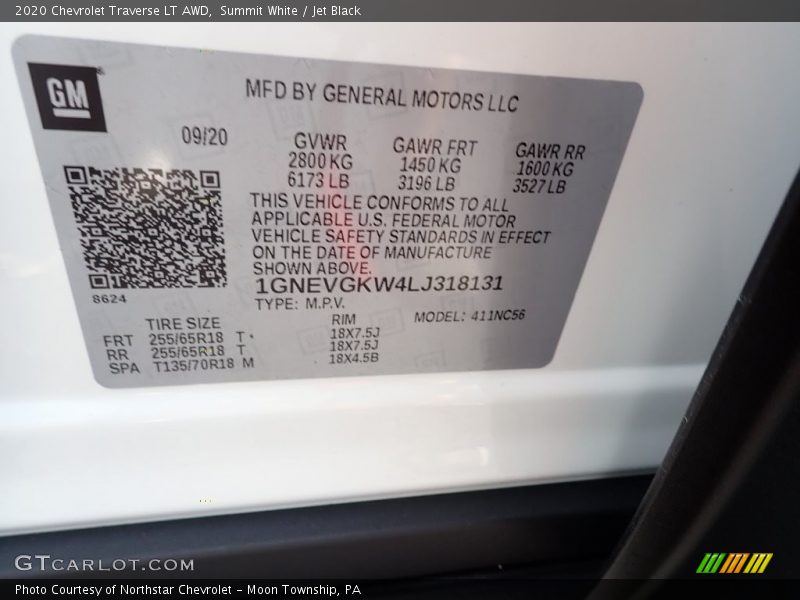 2020 Chevrolet Traverse LT AWD,  Summit White / Jet Black
GM
MFD BY GENERAL MOTORS LLC
09/20
GVWR GAWR FRT GAWR RR
2800 KG 1450 KG 1600 KG
6173 LB 3196 LB 3527 LB
THIS VEHICLE CONFORMS TO ALL
APPLICABLE U.S. FEDERAL MOTOR
VEHICLE SAFETY STANDARDS IN EFFECT
ON THE DATE OF MANUFACTURE
SHOWN ABOVE.
1GNEVGKW4LJ318131
8624
TYPE: M.P.V.
MODEL: 411NC56
TIRE SIZE RIM
FRT 255/65R18 T 18X7.5J
RR 255/65R18 T 18X7.5J
SPA T135/70R18 M 18X4.5B
GTCARLOT.COM
Photo Courtesy of Northstar Chevrolet – Moon Township, PA